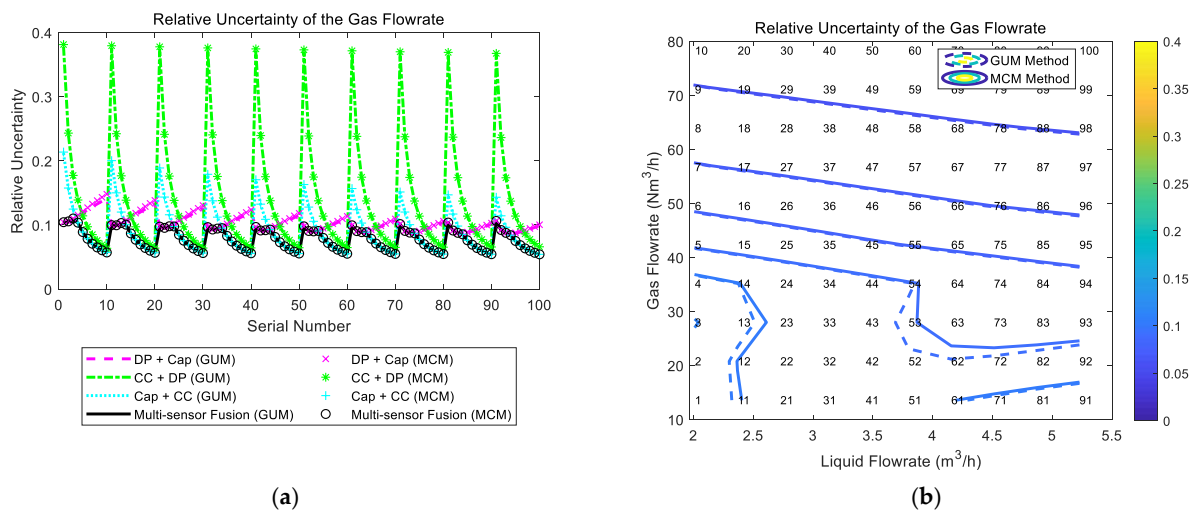 Relative Uncertainty of the Gas Flowrate
0.4
0.3
0.2
0.1
0
Relative Uncertainty
0 10 20 30 40 50 60 70 80 90 100
Serial Number
DP + Cap (GUM) DP + Cap (MCM)
CC + DP (GUM) CC + DP (MCM)
Cap + CC (GUM) Cap + CC (MCM)
Multi-sensor Fusion (GUM) Multi-sensor Fusion (MCM)
(a)
Relative Uncertainty of the Gas Flowrate
GUM Method
MCM Method
80
70
60
50
40
30
20
10
Gas Flowrate (Nm³/h)
10 20 30 40 50 60 100
9 19 29 39 49 59 69 79 89 99
8 18 28 38 48 58 68 78 88 98
7 17 27 37 47 57 67 77 87 97
6 16 26 36 46 56 66 76 86 96
5 15 25 35 45 55 65 75 85 95
4 14 24 34 44 54 64 74 84 94
3 13 23 33 43 53 63 73 83 93
2 12 22 32 42 52 62 72 82 92
1 11 21 31 41 51 61 71 81 91
2 2.5 3 3.5 4 4.5 5 5.5
Liquid Flowrate (m³/h)
0.4
0.35
0.3
0.25
0.2
0.15
0.1
0.05
0
(b)